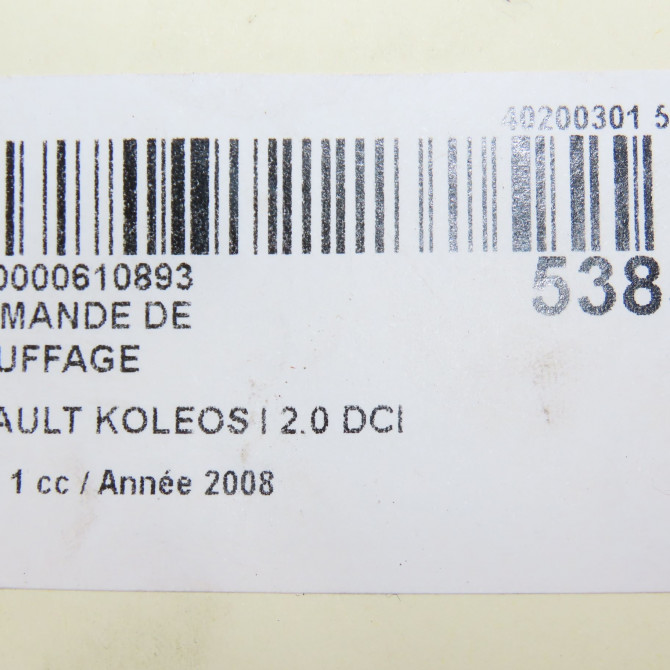 40200301 5
0000610893
538
MANDE DE
UFFAGE
AULT KOLEOS I 2.0 DCI
1 cc / Année 2008